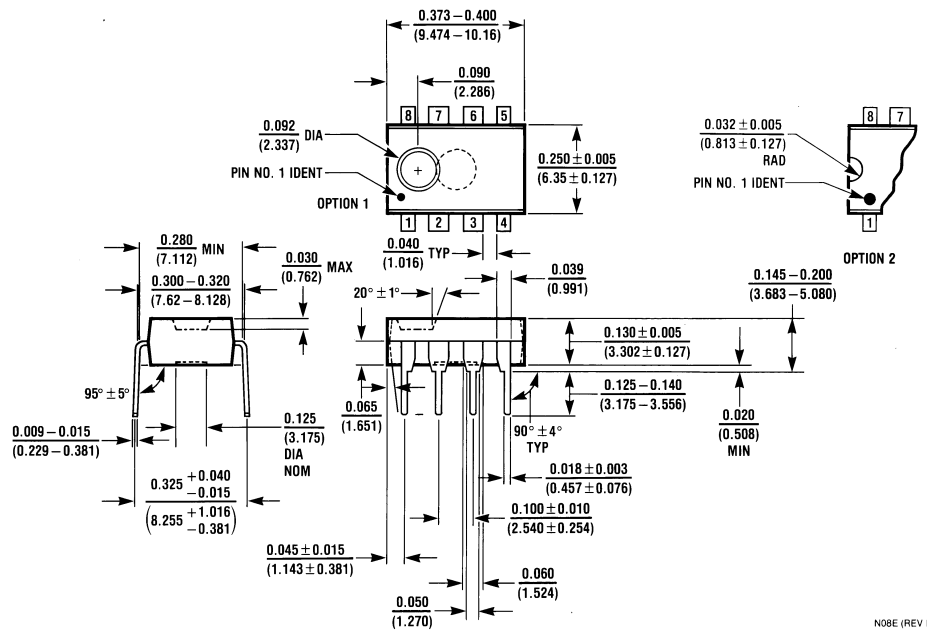 0.373–0.400
(9.474–10.16)
0.090
(2.286)
8 7 6 5
0.092 DIA
(2.337)
+
PIN NO. 1 IDENT
OPTION 1
0.250 ± 0.005
(6.35 ± 0.127)
1 2 3 4
8 7
0.032 ± 0.005
(0.813 ± 0.127)
RAD
PIN NO. 1 IDENT
1
OPTION 2
0.280 MIN
(7.112)
0.030 MAX
(0.762)
0.300–0.320
(7.62–8.128)
0.040 TYP
(1.016)
0.039
(0.991)
0.145–0.200
(3.683–5.080)
20° ±1°
0.130 ± 0.005
(3.302 ± 0.127)
95° ±5°
0.065
(1.651)
0.125–0.140
(3.175–3.556)
90° ±4°
TYP
0.020
(0.508)
MIN
0.009–0.015
(0.229–0.381)
0.125
(3.175)
DIA
NOM
0.018 ± 0.003
(0.457 ± 0.076)
0.325 +0.040
−0.015
(8.255 +1.016
−0.381)
0.100 ± 0.010
(2.540 ± 0.254)
0.045 ± 0.015
(1.143 ± 0.381)
0.060
(1.524)
0.050
(1.270)
N08E (REV